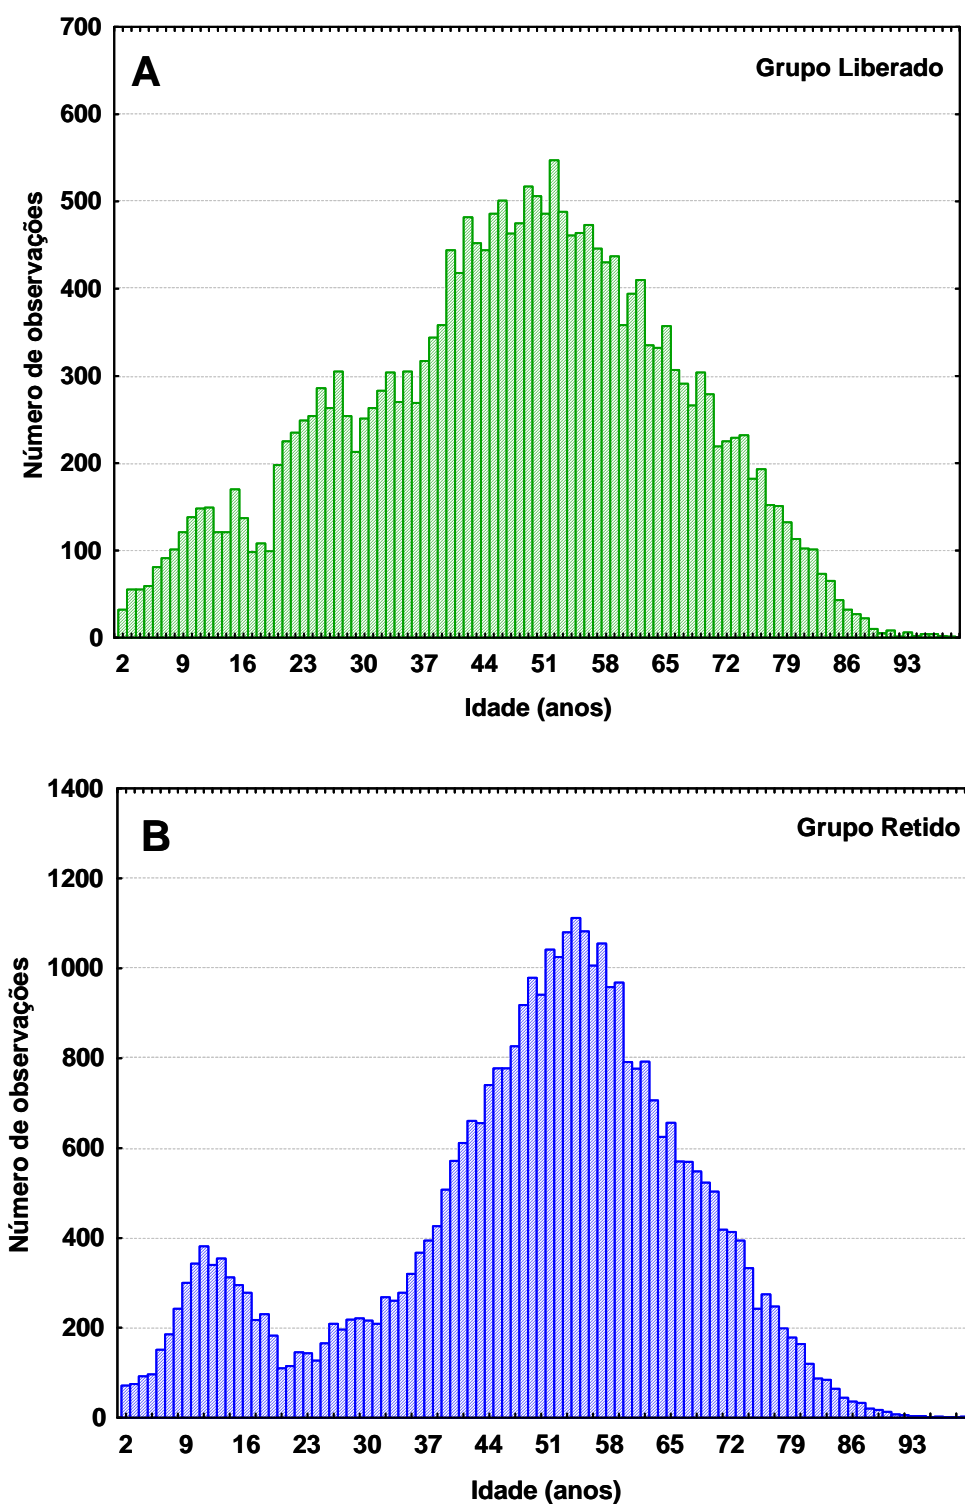 700
A
Grupo Liberado
600
500
400
300
200
100
0
Número de observações
2 9 16 23 30 37 44 51 58 65 72 79 86 93
Idade (anos)
1400
B
Grupo Retido
1200
1000
800
600
400
200
0
Número de observações
2 9 16 23 30 37 44 51 58 65 72 79 86 93
Idade (anos)